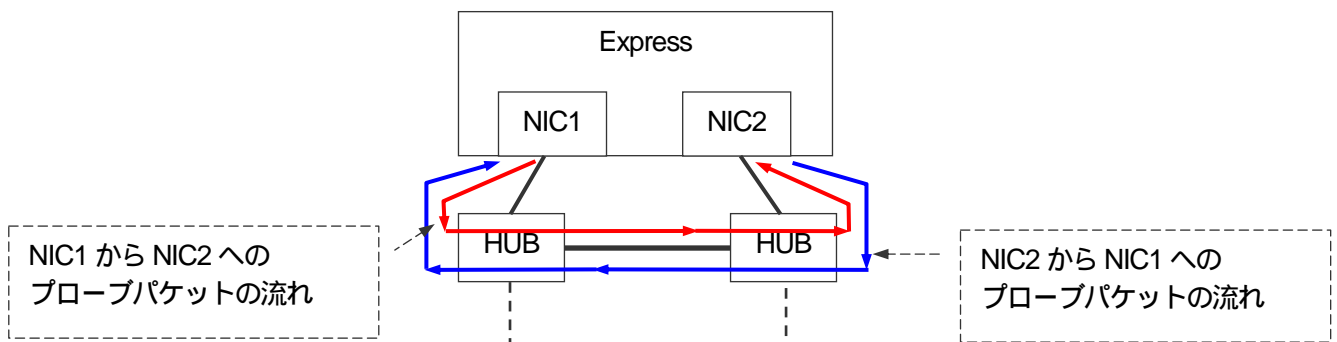 Express
NIC1
NIC2
HUB
HUB
NIC1 から NIC2 への
プローブパケットの流れ
NIC2 から NIC1 への
プローブパケットの流れ